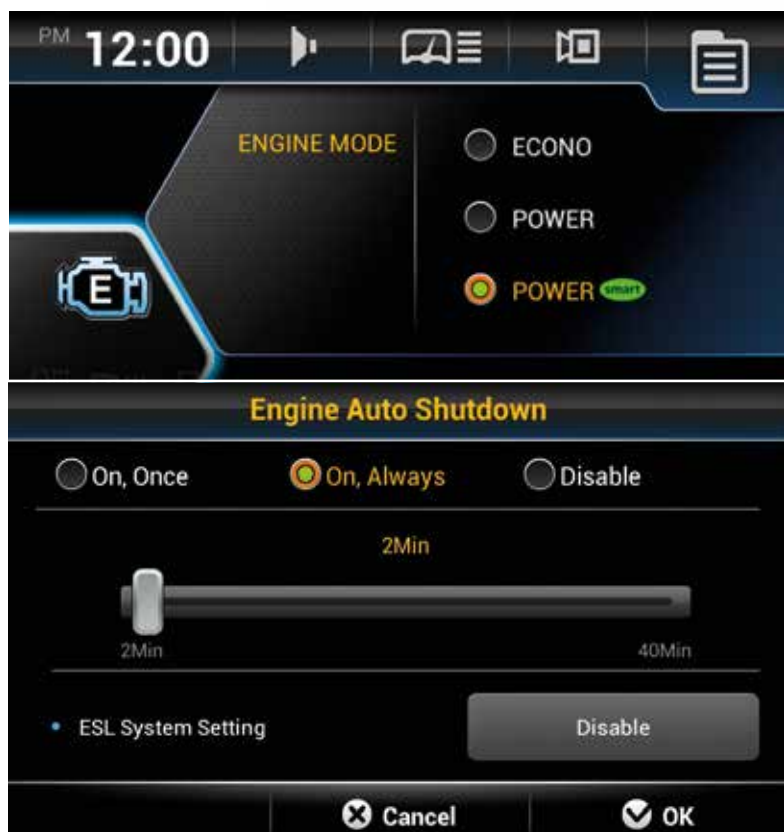 PM 12:00
ENGINE MODE
ECONO
POWER
POWER smart
E
Engine Auto Shutdown
On, Once
On, Always
Disable
2Min
2Min
40Min
• ESL System Setting
Disable
Cancel
OK